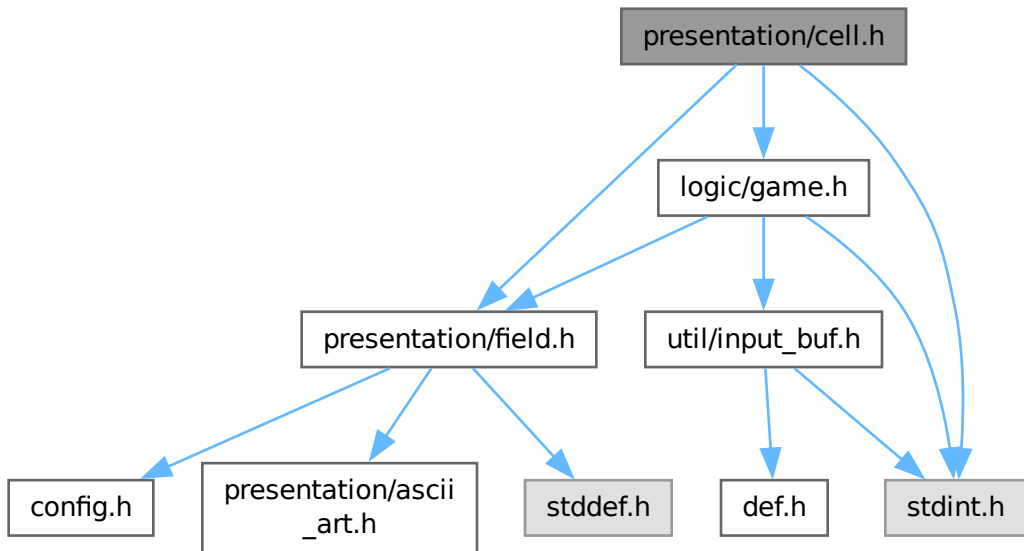 presentation/cell.h
logic/game.h
presentation/field.h
util/input_buf.h
config.h
presentation/ascii
_art.h
stddef.h
def.h
stdint.h